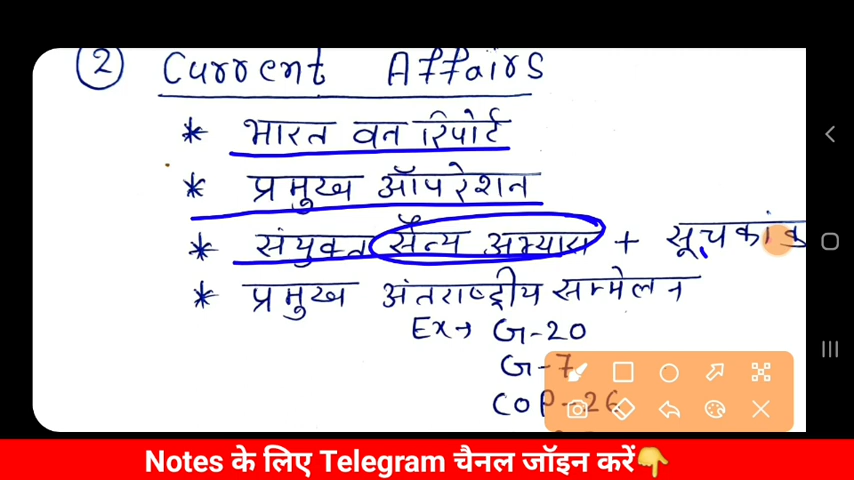 ② Current Affairs
* भारत वन रिपोर्ट
* प्रमुख ऑपरेशन
* संयुक्त सैन्य अभ्यास + सूचकांक
* प्रमुख अंतराष्ट्रीय सम्मेलन
Ex → G-20
G-7
COP-26
Notes के लिए Telegram चैनल जॉइन करें👇